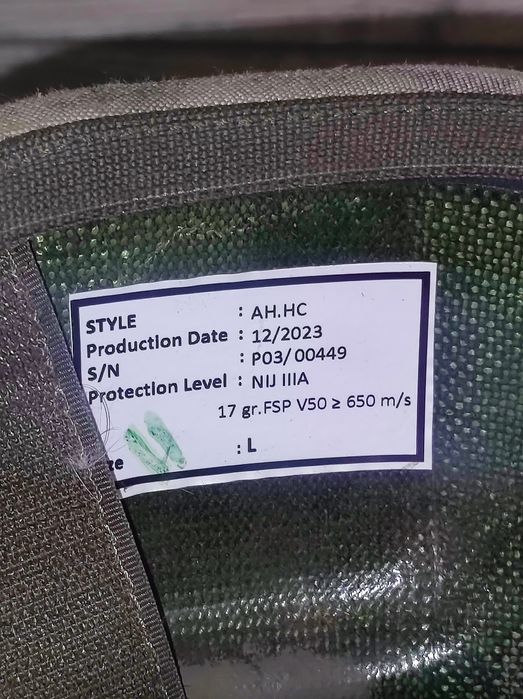 STYLE : AH.HC
Production Date : 12/2023
S/N : P03/00449
Protection Level : NIJ IIIA
17 gr.FSP V50 ≥ 650 m/s
: L